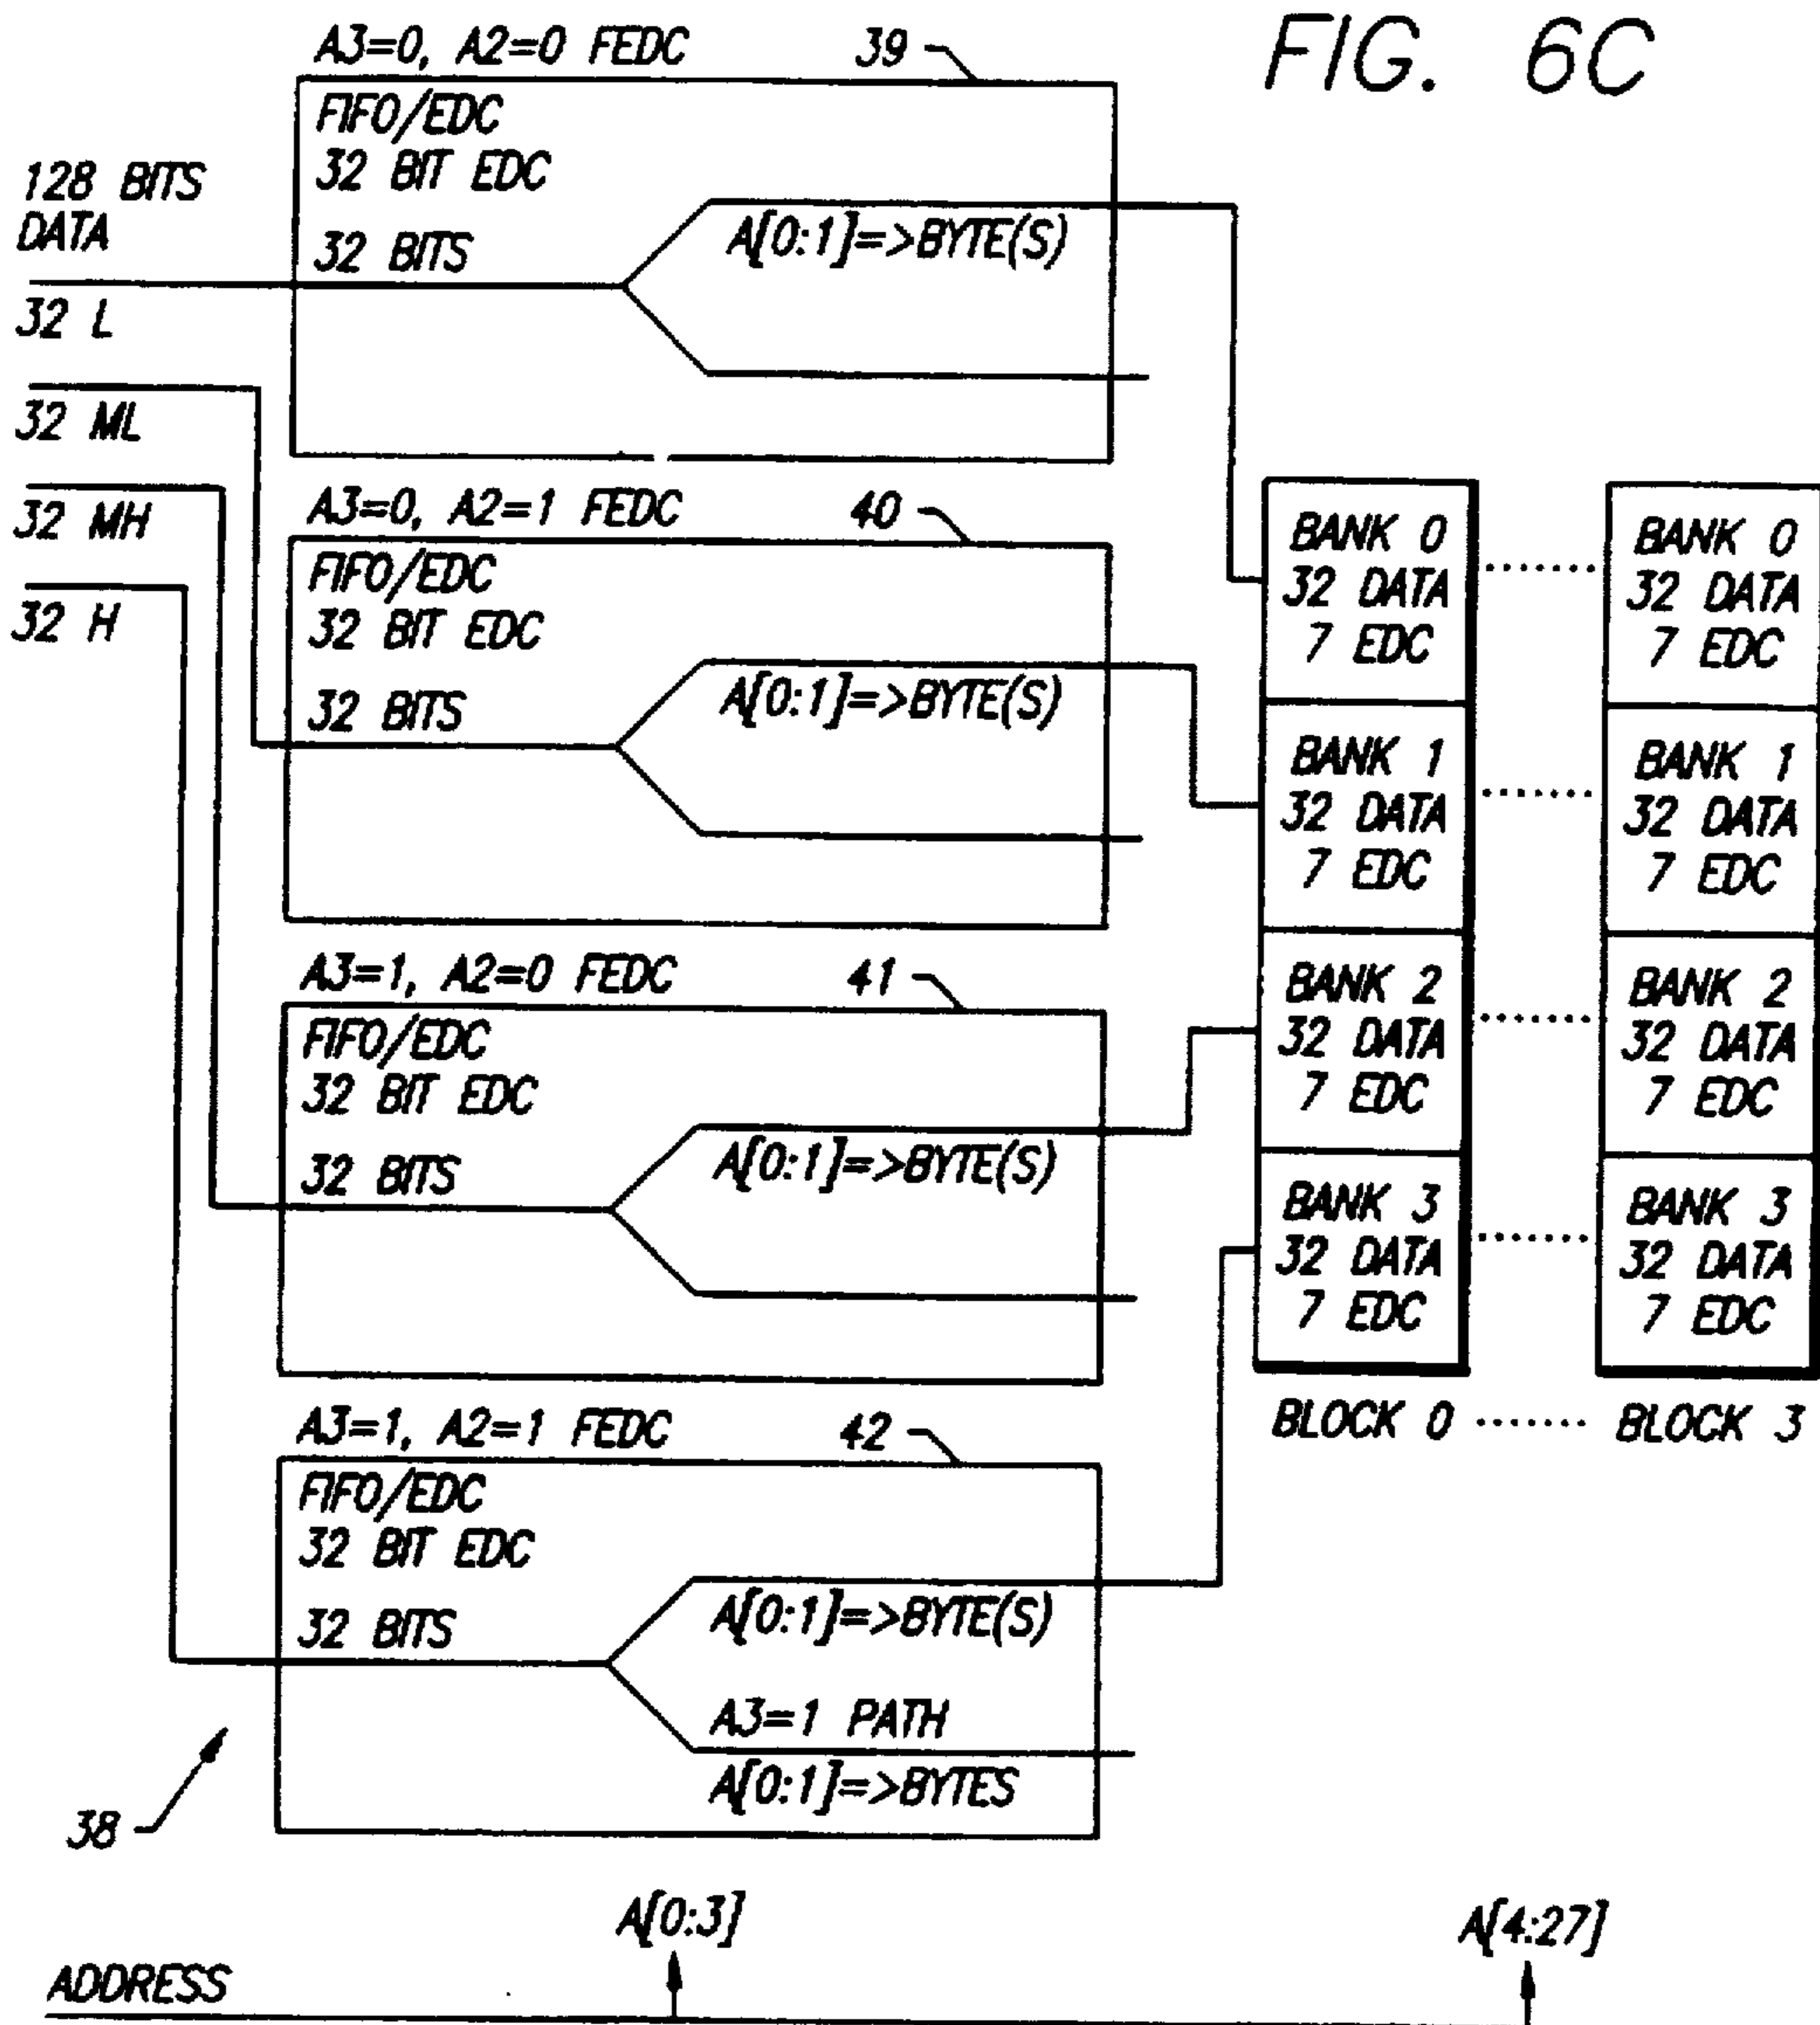 FIG. 6C
128 BITS
DATA
32 L
32 ML
32 MH
32 H
A3=0, A2=0 FEDC
39
FIFO/EDC
32 BIT EDC
32 BITS
A[0:1]=>BYTE(S)
A3=0, A2=1 FEDC
40
FIFO/EDC
32 BIT EDC
32 BITS
A[0:1]=>BYTE(S)
A3=1, A2=0 FEDC
41
FIFO/EDC
32 BIT EDC
32 BITS
A[0:1]=>BYTE(S)
A3=1, A2=1 FEDC
42
FIFO/EDC
32 BIT EDC
32 BITS
A[0:1]=>BYTE(S)
A3=1 PATH
A[0:1]=>BYTES
38
BANK 0
32 DATA
7 EDC
BANK 1
32 DATA
7 EDC
BANK 2
32 DATA
7 EDC
BANK 3
32 DATA
7 EDC
BANK 0
32 DATA
7 EDC
BANK 1
32 DATA
7 EDC
BANK 2
32 DATA
7 EDC
BANK 3
32 DATA
7 EDC
BLOCK 0 ...... BLOCK 3
A[0:3]
A[4:27]
ADDRESS